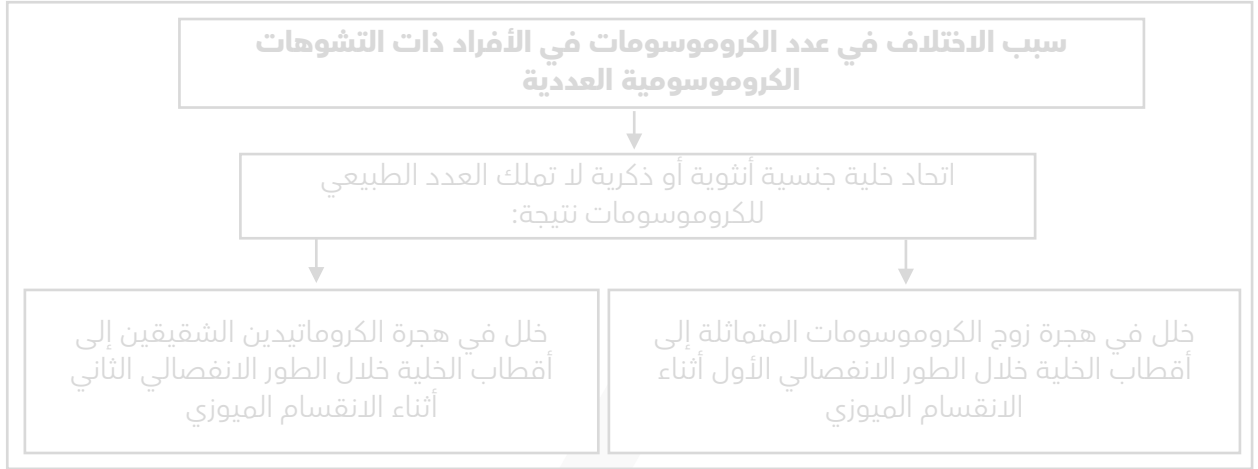 سبب الاختلاف في عدد الكروموسومات في الأفراد ذات التشوهات
الكروموسومية العددية
اتحاد خلية جنسية أنثوية أو ذكرية لا تملك العدد الطبيعي
للكروموسومات نتيجة:
خلل في هجرة زوج الكروموسومات المتماثلة إلى
أقطاب الخلية خلال الطور الانفصالي الأول أثناء
الانقسام الميوزي
خلل في هجرة الكروماتيدين الشقيقين إلى
أقطاب الخلية خلال الطور الانفصالي الثاني
أثناء الانقسام الميوزي